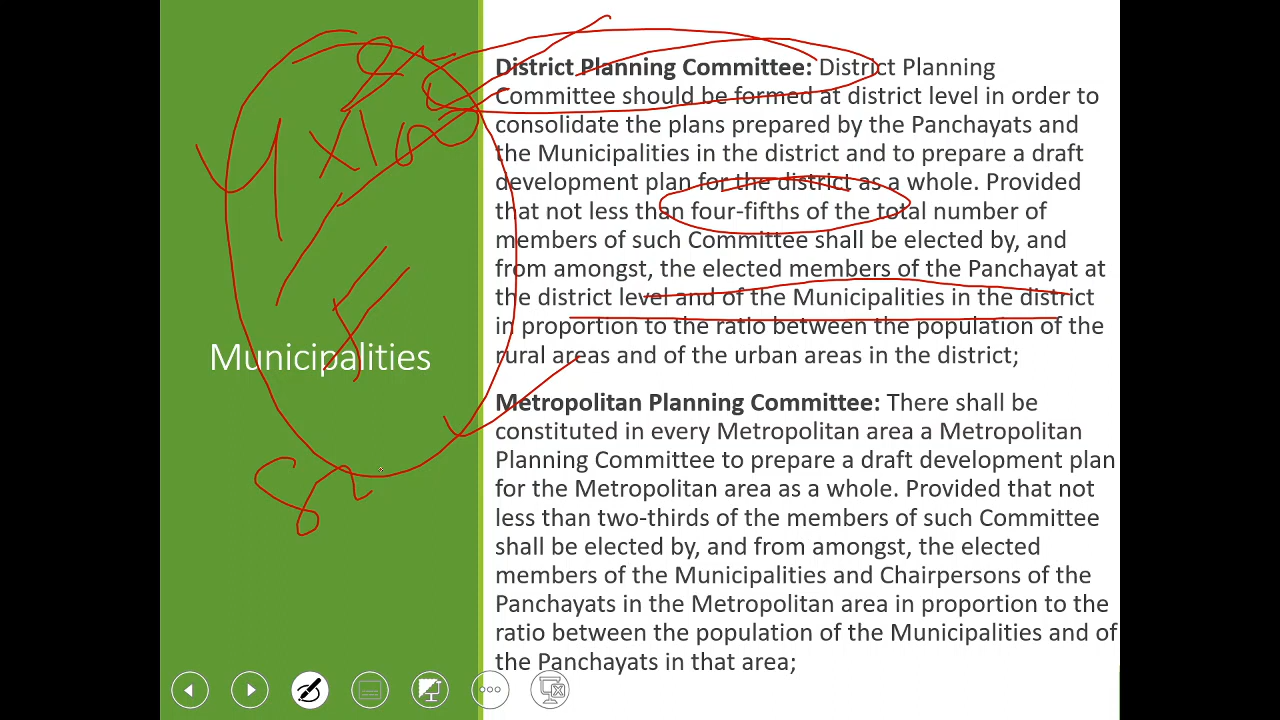 Municipalities
District Planning Committee: District Planning
Committee should be formed at district level in order to
consolidate the plans prepared by the Panchayats and
the Municipalities in the district and to prepare a draft
development plan for the district as a whole. Provided
that not less than four-fifths of the total number of
members of such Committee shall be elected by, and
from amongst, the elected members of the Panchayat at
the district level and of the Municipalities in the district
in proportion to the ratio between the population of the
rural areas and of the urban areas in the district;
Metropolitan Planning Committee: There shall be
constituted in every Metropolitan area a Metropolitan
Planning Committee to prepare a draft development plan
for the Metropolitan area as a whole. Provided that not
less than two-thirds of the members of such Committee
shall be elected by, and from amongst, the elected
members of the Municipalities and Chairpersons of the
Panchayats in the Metropolitan area in proportion to the
ratio between the population of the Municipalities and of
the Panchayats in that area;